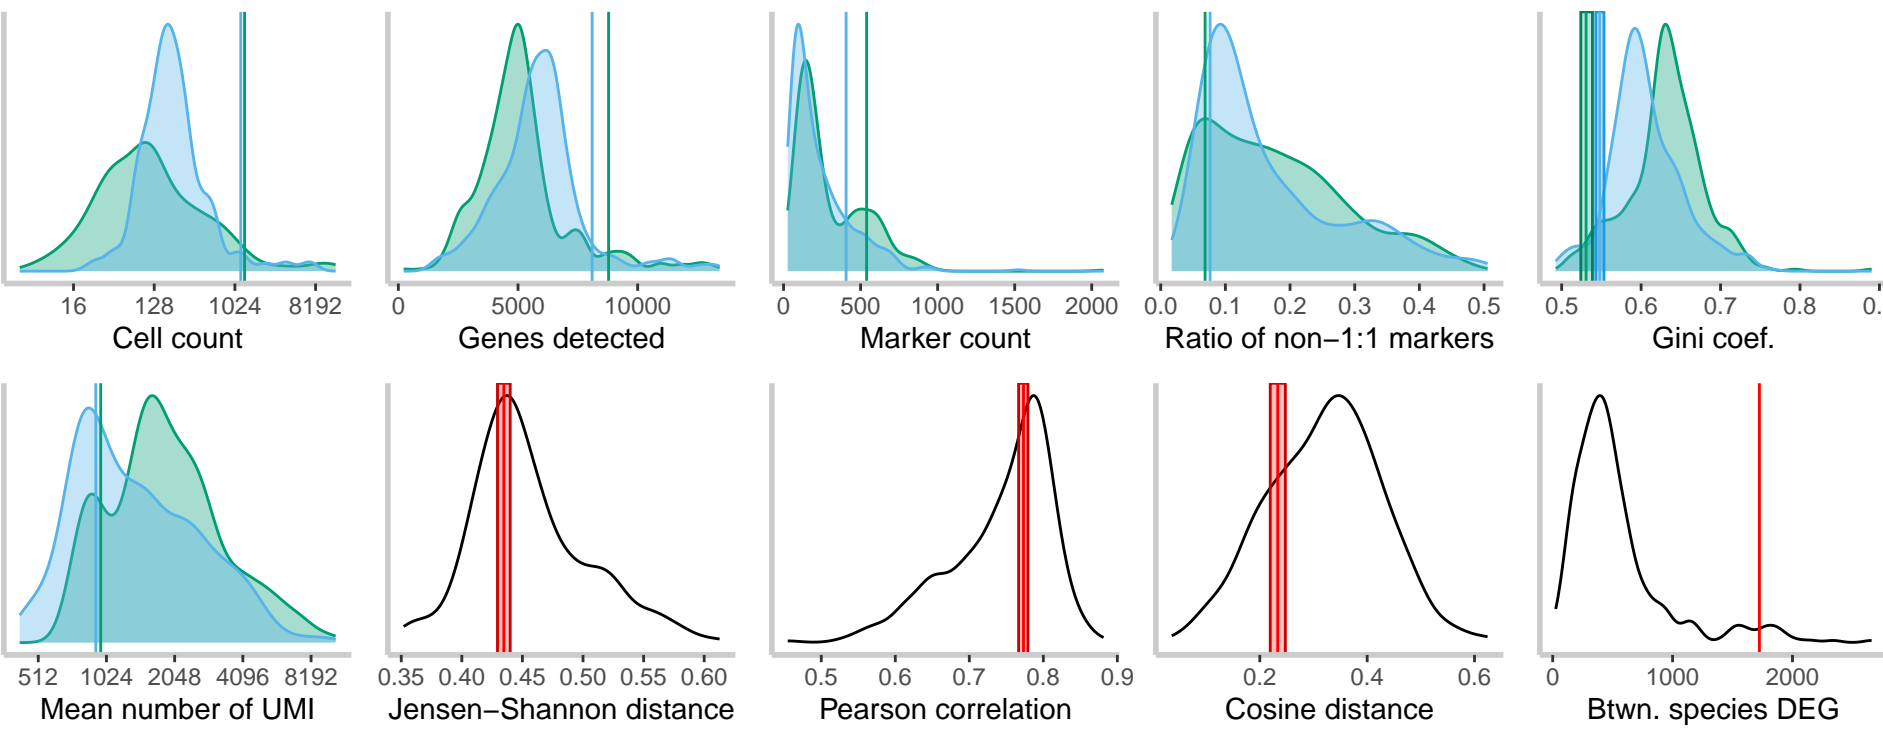 16 128 1024 8192
Cell count
0 5000 10000
Genes detected
0 500 1000 1500 2000
Marker count
0.0 0.1 0.2 0.3 0.4 0.5
Ratio of non−1:1 markers
0.5 0.6 0.7 0.8 0.
Gini coef.
512 1024 2048 4096 8192
Mean number of UMI
0.35 0.40 0.45 0.50 0.55 0.60
Jensen−Shannon distance
0.5 0.6 0.7 0.8 0.9
Pearson correlation
0.2 0.4 0.6
Cosine distance
0 1000 2000
Btwn. species DEG